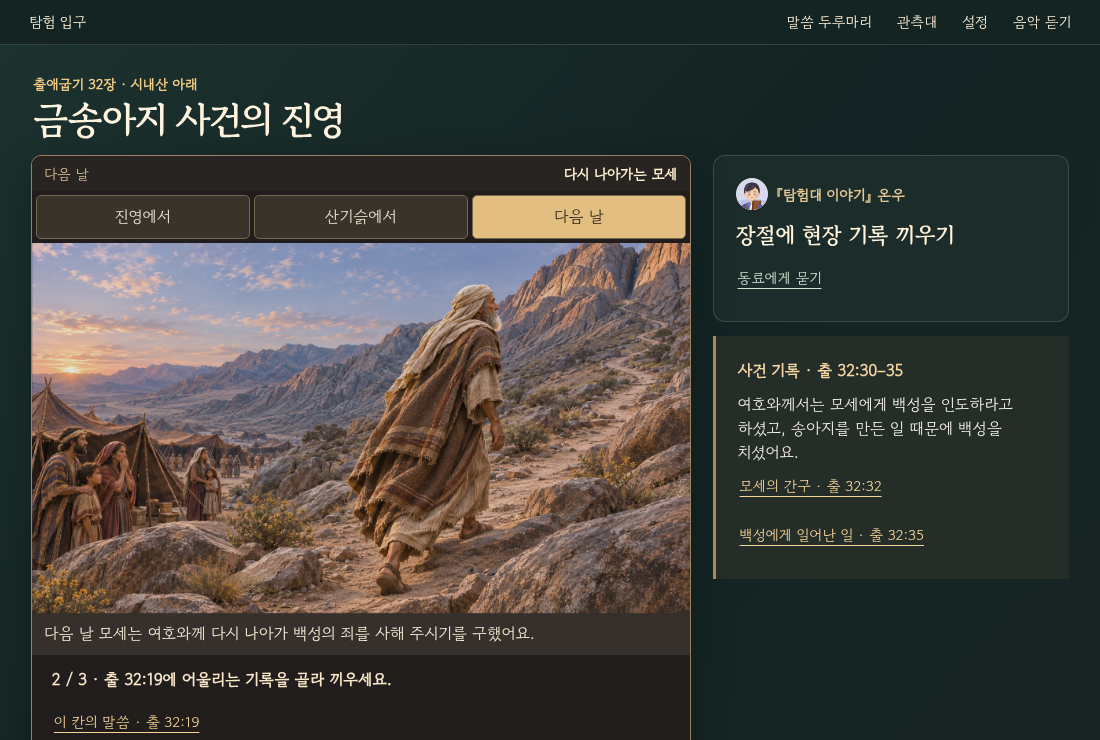 탐험 입구
말씀 두루마리
관측대
설정
음악 듣기
출애굽기 32장 · 시내산 아래
금송아지 사건의 진영
다음 날
다시 나아가는 모세
진영에서
산기슭에서
다음 날
다음 날 모세는 여호와께 다시 나아가 백성의 죄를 사해 주시기를 구했어요.
2 / 3 · 출 32:19에 어울리는 기록을 골라 끼우세요.
이 칸의 말씀 · 출 32:19
『탐험대 이야기』 온우
장절에 현장 기록 끼우기
동료에게 묻기
사건 기록 · 출 32:30–35
여호와께서는 모세에게 백성을 인도하라고
하셨고, 송아지를 만든 일 때문에 백성을
치셨어요.
모세의 간구 · 출 32:32
백성에게 일어난 일 · 출 32:35